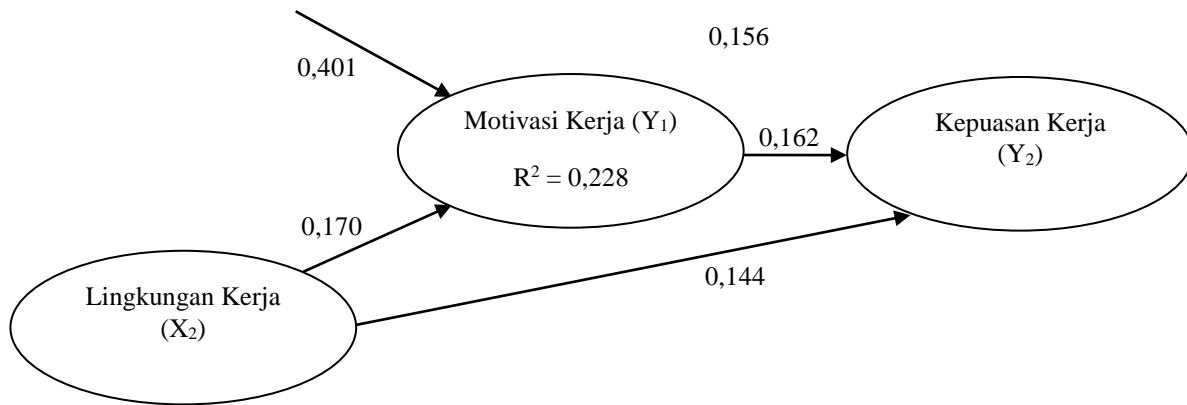 0,156
0,401
Motivasi Kerja (Y₁)
R² = 0,228
0,162
Kepuasan Kerja
(Y₂)
0,170
0,144
Lingkungan Kerja
(X₂)